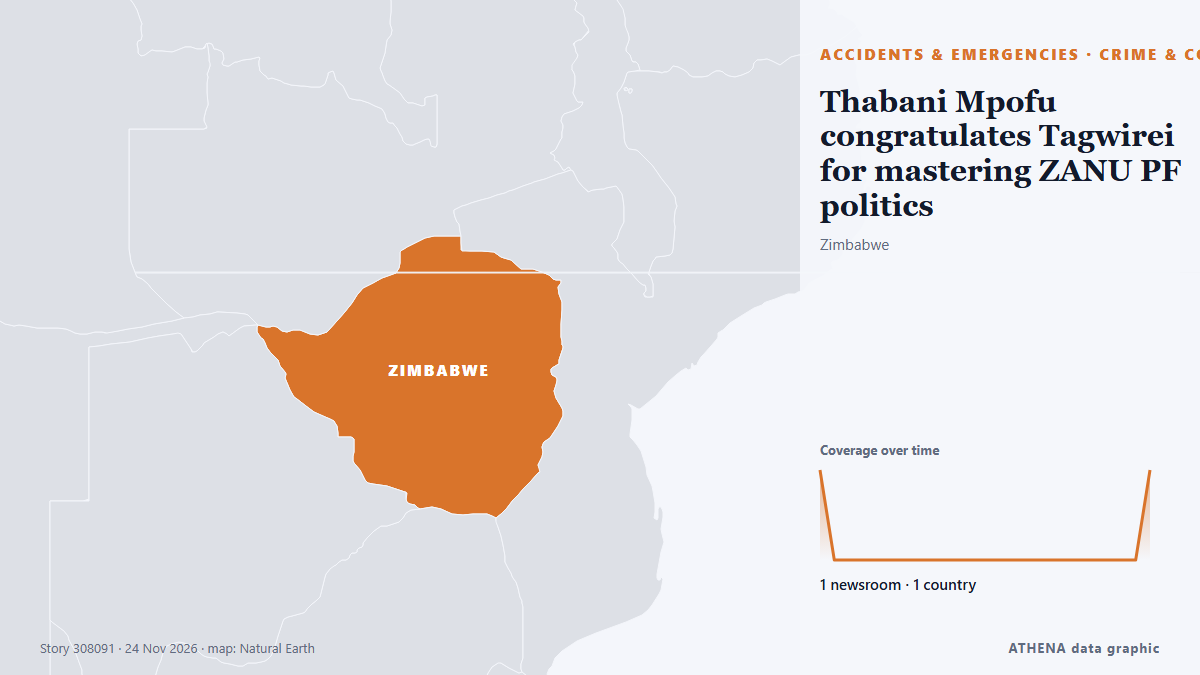 ACCIDENTS & EMERGENCIES · CRIME &
Thabani Mpofu
congratulates Tagwirei
for mastering ZANU PF
politics
Zimbabwe
ZIMBABWE
Coverage over time
1 newsroom · 1 country
Story 308091 · 24 Nov 2026 · map: Natural Earth
ATHENA data graphic